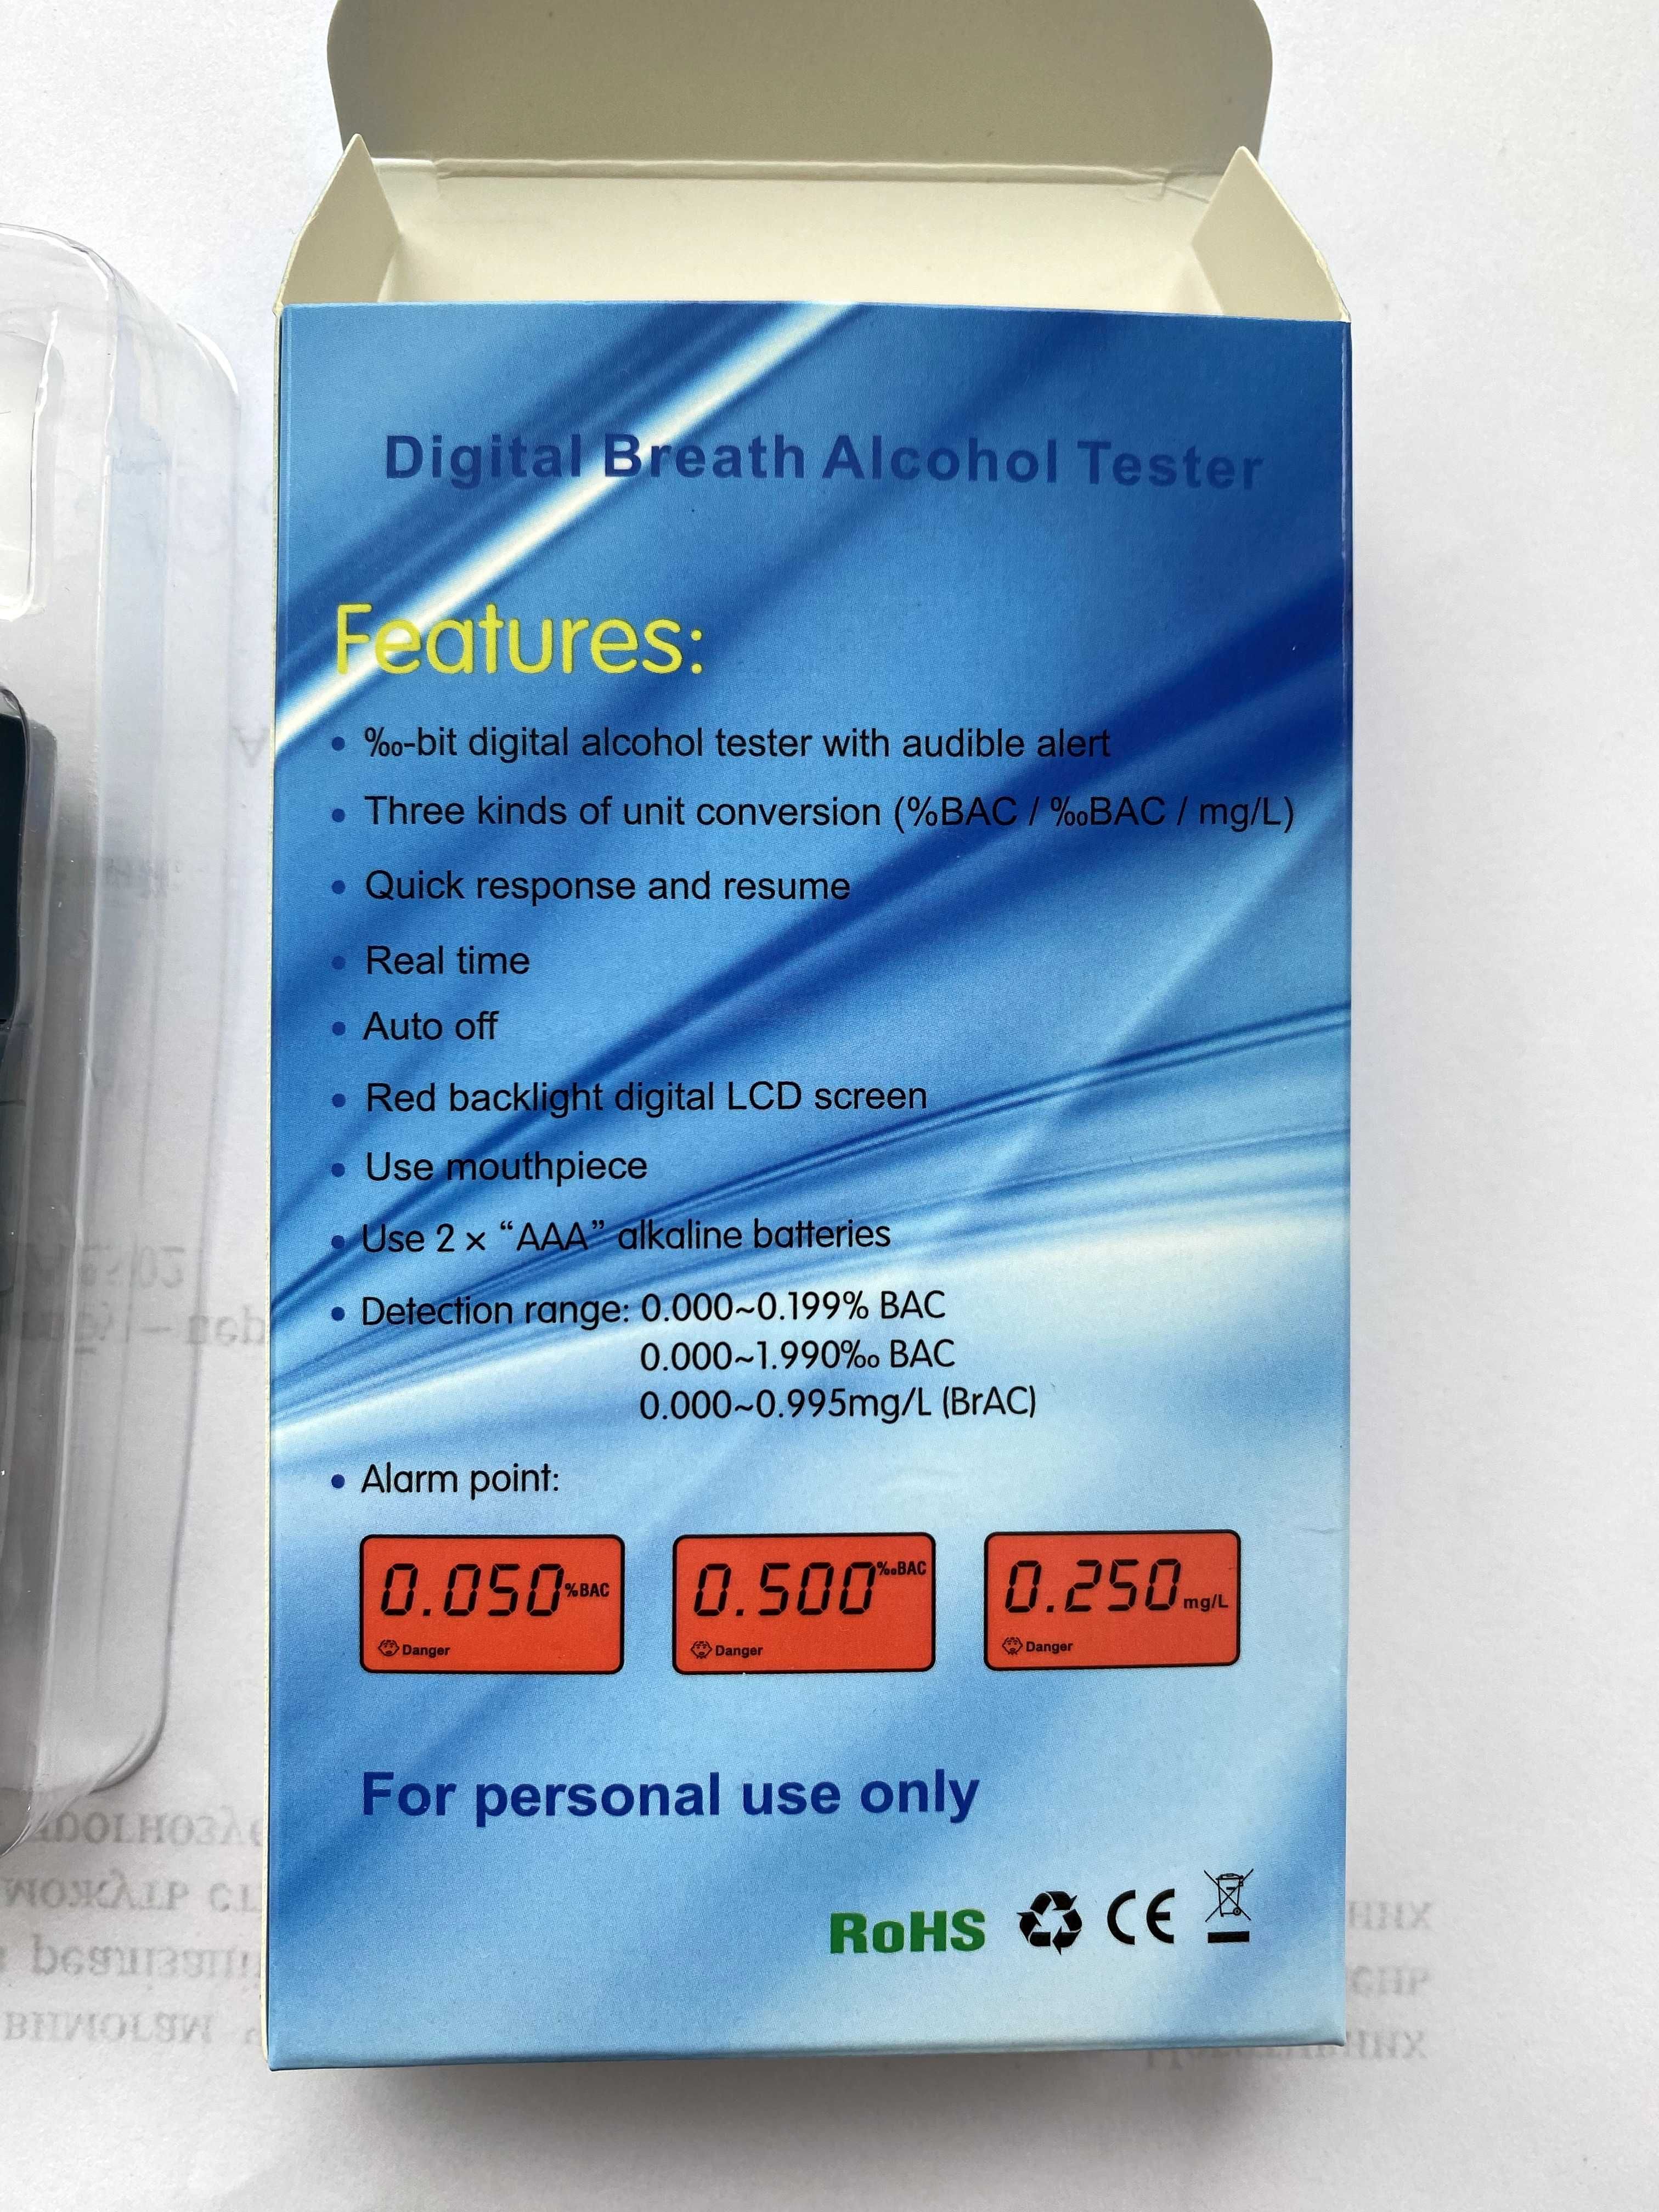 Digital Breath Alcohol Tester
Features:
• ‰-bit digital alcohol tester with audible alert
• Three kinds of unit conversion (%BAC / ‰BAC / mg/L)
• Quick response and resume
• Real time
• Auto off
• Red backlight digital LCD screen
• Use mouthpiece
• Use 2 x “AAA” alkaline batteries
• Detection range: 0.000~0.199% BAC
0.000~1.990‰ BAC
0.000~0.995mg/L (BrAC)
• Alarm point:
0.050 %BAC
Danger
0.500 ‰BAC
Danger
0.250 mg/L
Danger
For personal use only
RoHS CE